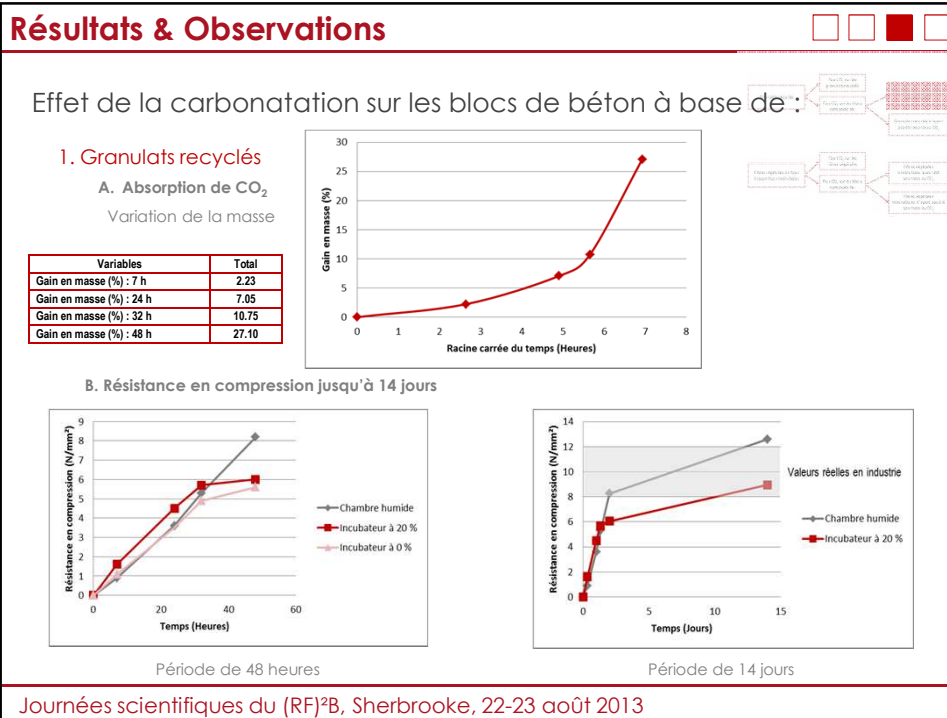 Résultats & Observations
Effet de la carbonatation sur les blocs de béton à base de :
1. Granulats recyclés
A. Absorption de CO₂
Variation de la masse
Variables Total
Gain en masse (%) : 7 h 2.23
Gain en masse (%) : 24 h 7.05
Gain en masse (%) : 32 h 10.75
Gain en masse (%) : 48 h 27.10
Gain en masse (%)
30
25
20
15
10
5
0
0 1 2 3 4 5 6 7 8
Racine carrée du temps (Heures)
B. Résistance en compression jusqu'à 14 jours
Résistance en compression (N/mm²)
9
8
7
6
5
4
3
2
1
0
0 20 40 60
Temps (Heures)
Chambre humide
Incubateur à 20 %
Incubateur à 0 %
Période de 48 heures
Résistance en compression (N/mm²)
14
12
10
8
6
4
2
0
0 5 10 15
Temps (Jours)
Valeurs réelles en industrie
Chambre humide
Incubateur à 20 %
Période de 14 jours
Journées scientifiques du (RF)²B, Sherbrooke, 22-23 août 2013